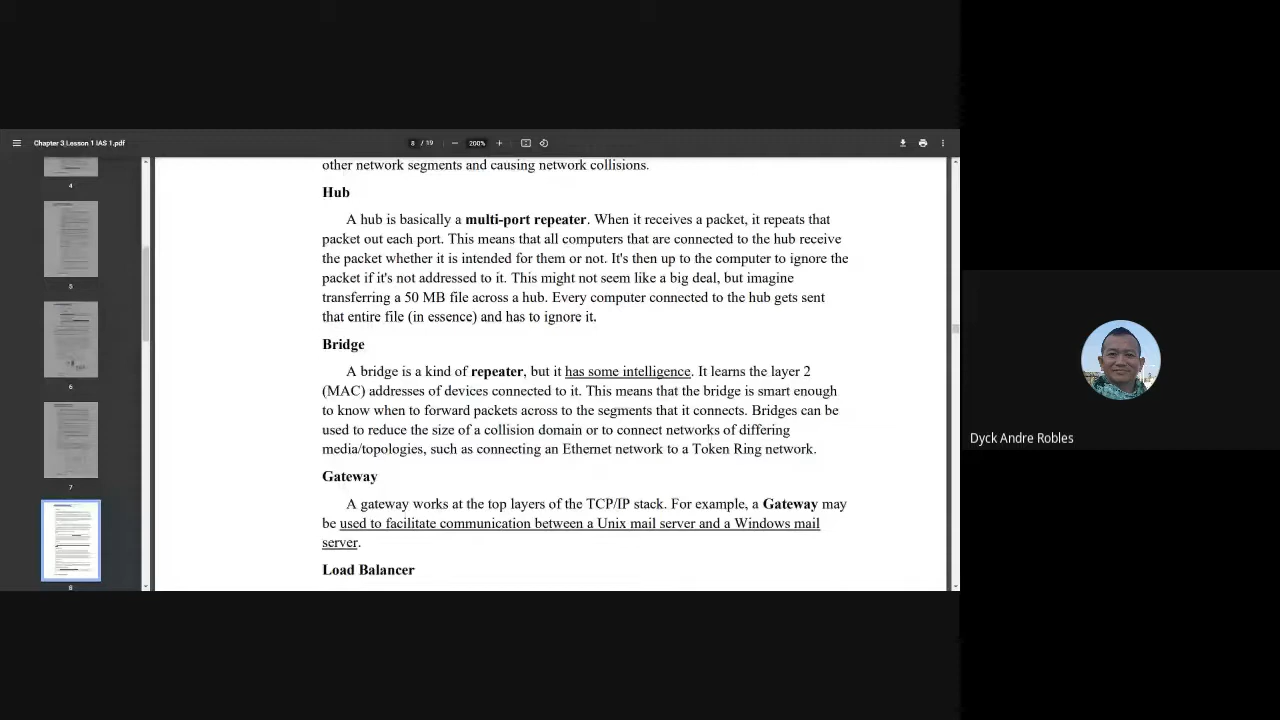 Chapter 3 Lesson 1 IAS 1.pdf
8 / 19
200%
4
5
6
7
8
other network segments and causing network collisions.
Hub
A hub is basically a multi-port repeater. When it receives a packet, it repeats that
packet out each port. This means that all computers that are connected to the hub receive
the packet whether it is intended for them or not. It's then up to the computer to ignore the
packet if it's not addressed to it. This might not seem like a big deal, but imagine
transferring a 50 MB file across a hub. Every computer connected to the hub gets sent
that entire file (in essence) and has to ignore it.
Bridge
A bridge is a kind of repeater, but it has some intelligence. It learns the layer 2
(MAC) addresses of devices connected to it. This means that the bridge is smart enough
to know when to forward packets across to the segments that it connects. Bridges can be
used to reduce the size of a collision domain or to connect networks of differing
media/topologies, such as connecting an Ethernet network to a Token Ring network.
Gateway
A gateway works at the top layers of the TCP/IP stack. For example, a Gateway may
be used to facilitate communication between a Unix mail server and a Windows mail
server.
Load Balancer
Dyck Andre Robles